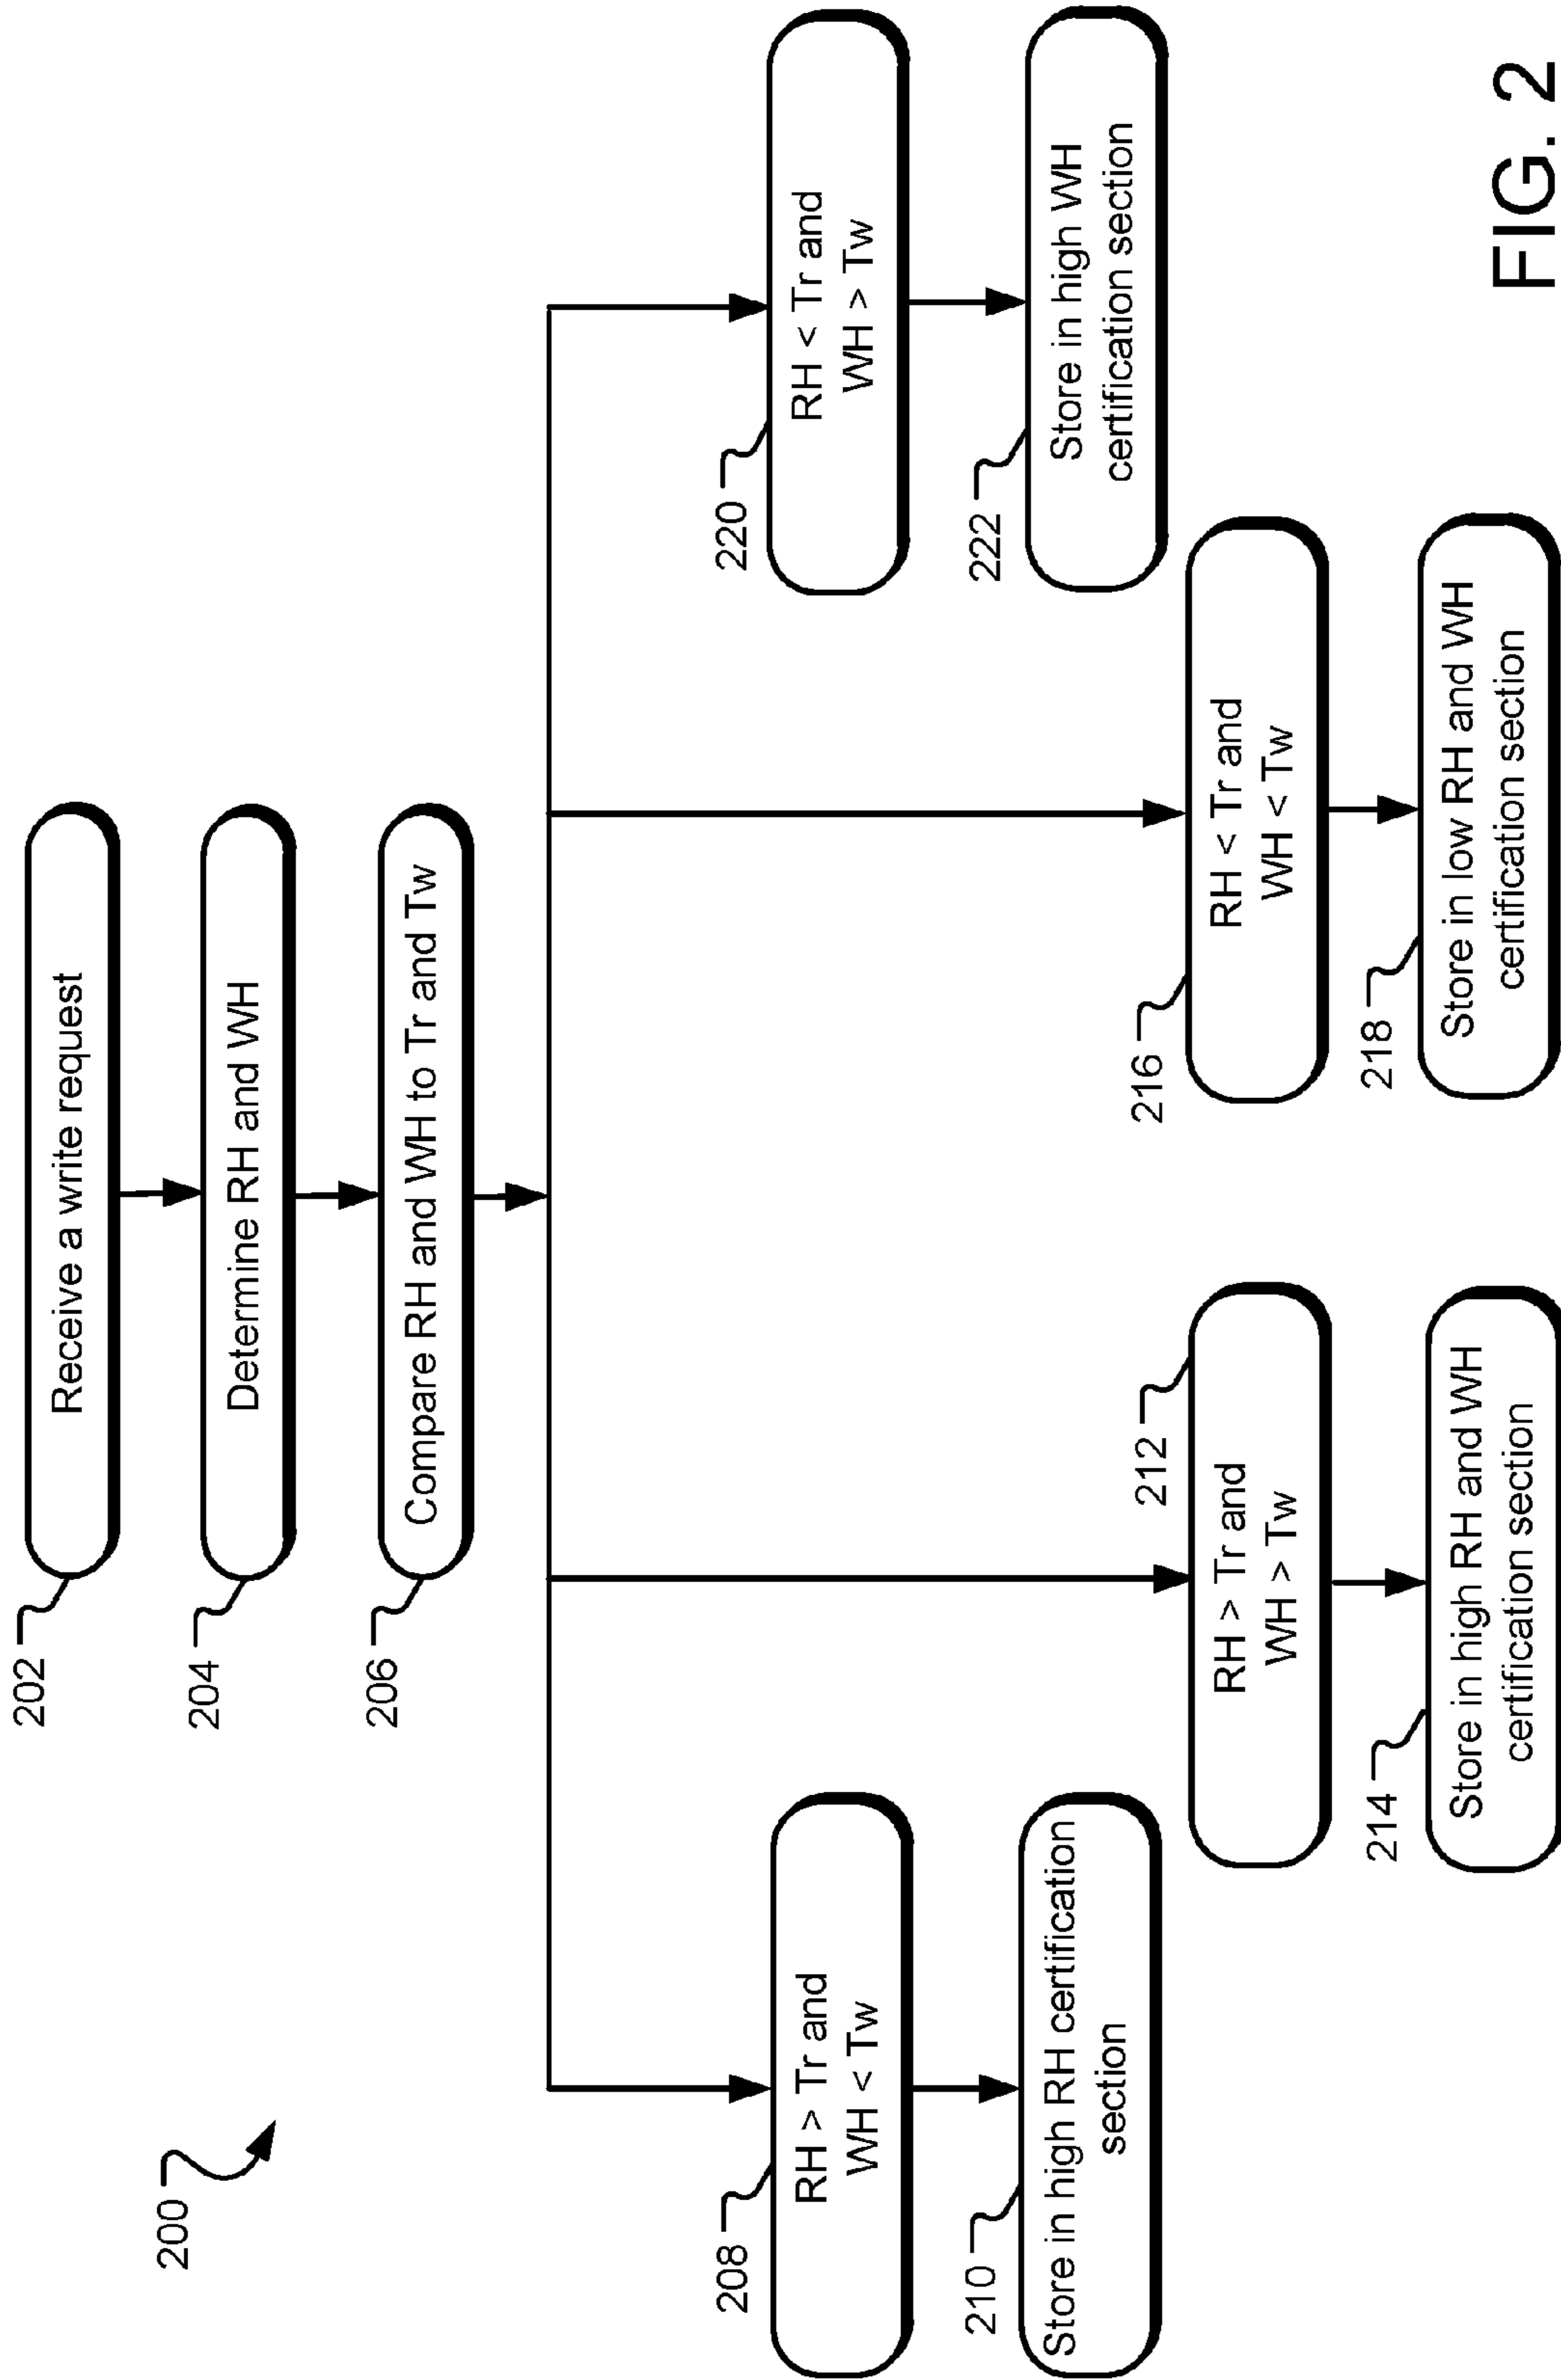 200
202
Receive a write request
204
Determine RH and WH
206
Compare RH and WH to Tr and Tw
208
RH > Tr and
WH < Tw
210
Store in high RH certification
section
212
RH > Tr and
WH > Tw
214
Store in high RH and WH
certification section
216
RH < Tr and
WH < Tw
218
Store in low RH and WH
certification section
220
RH < Tr and
WH > Tw
222
Store in high WH
certification section
FIG. 2